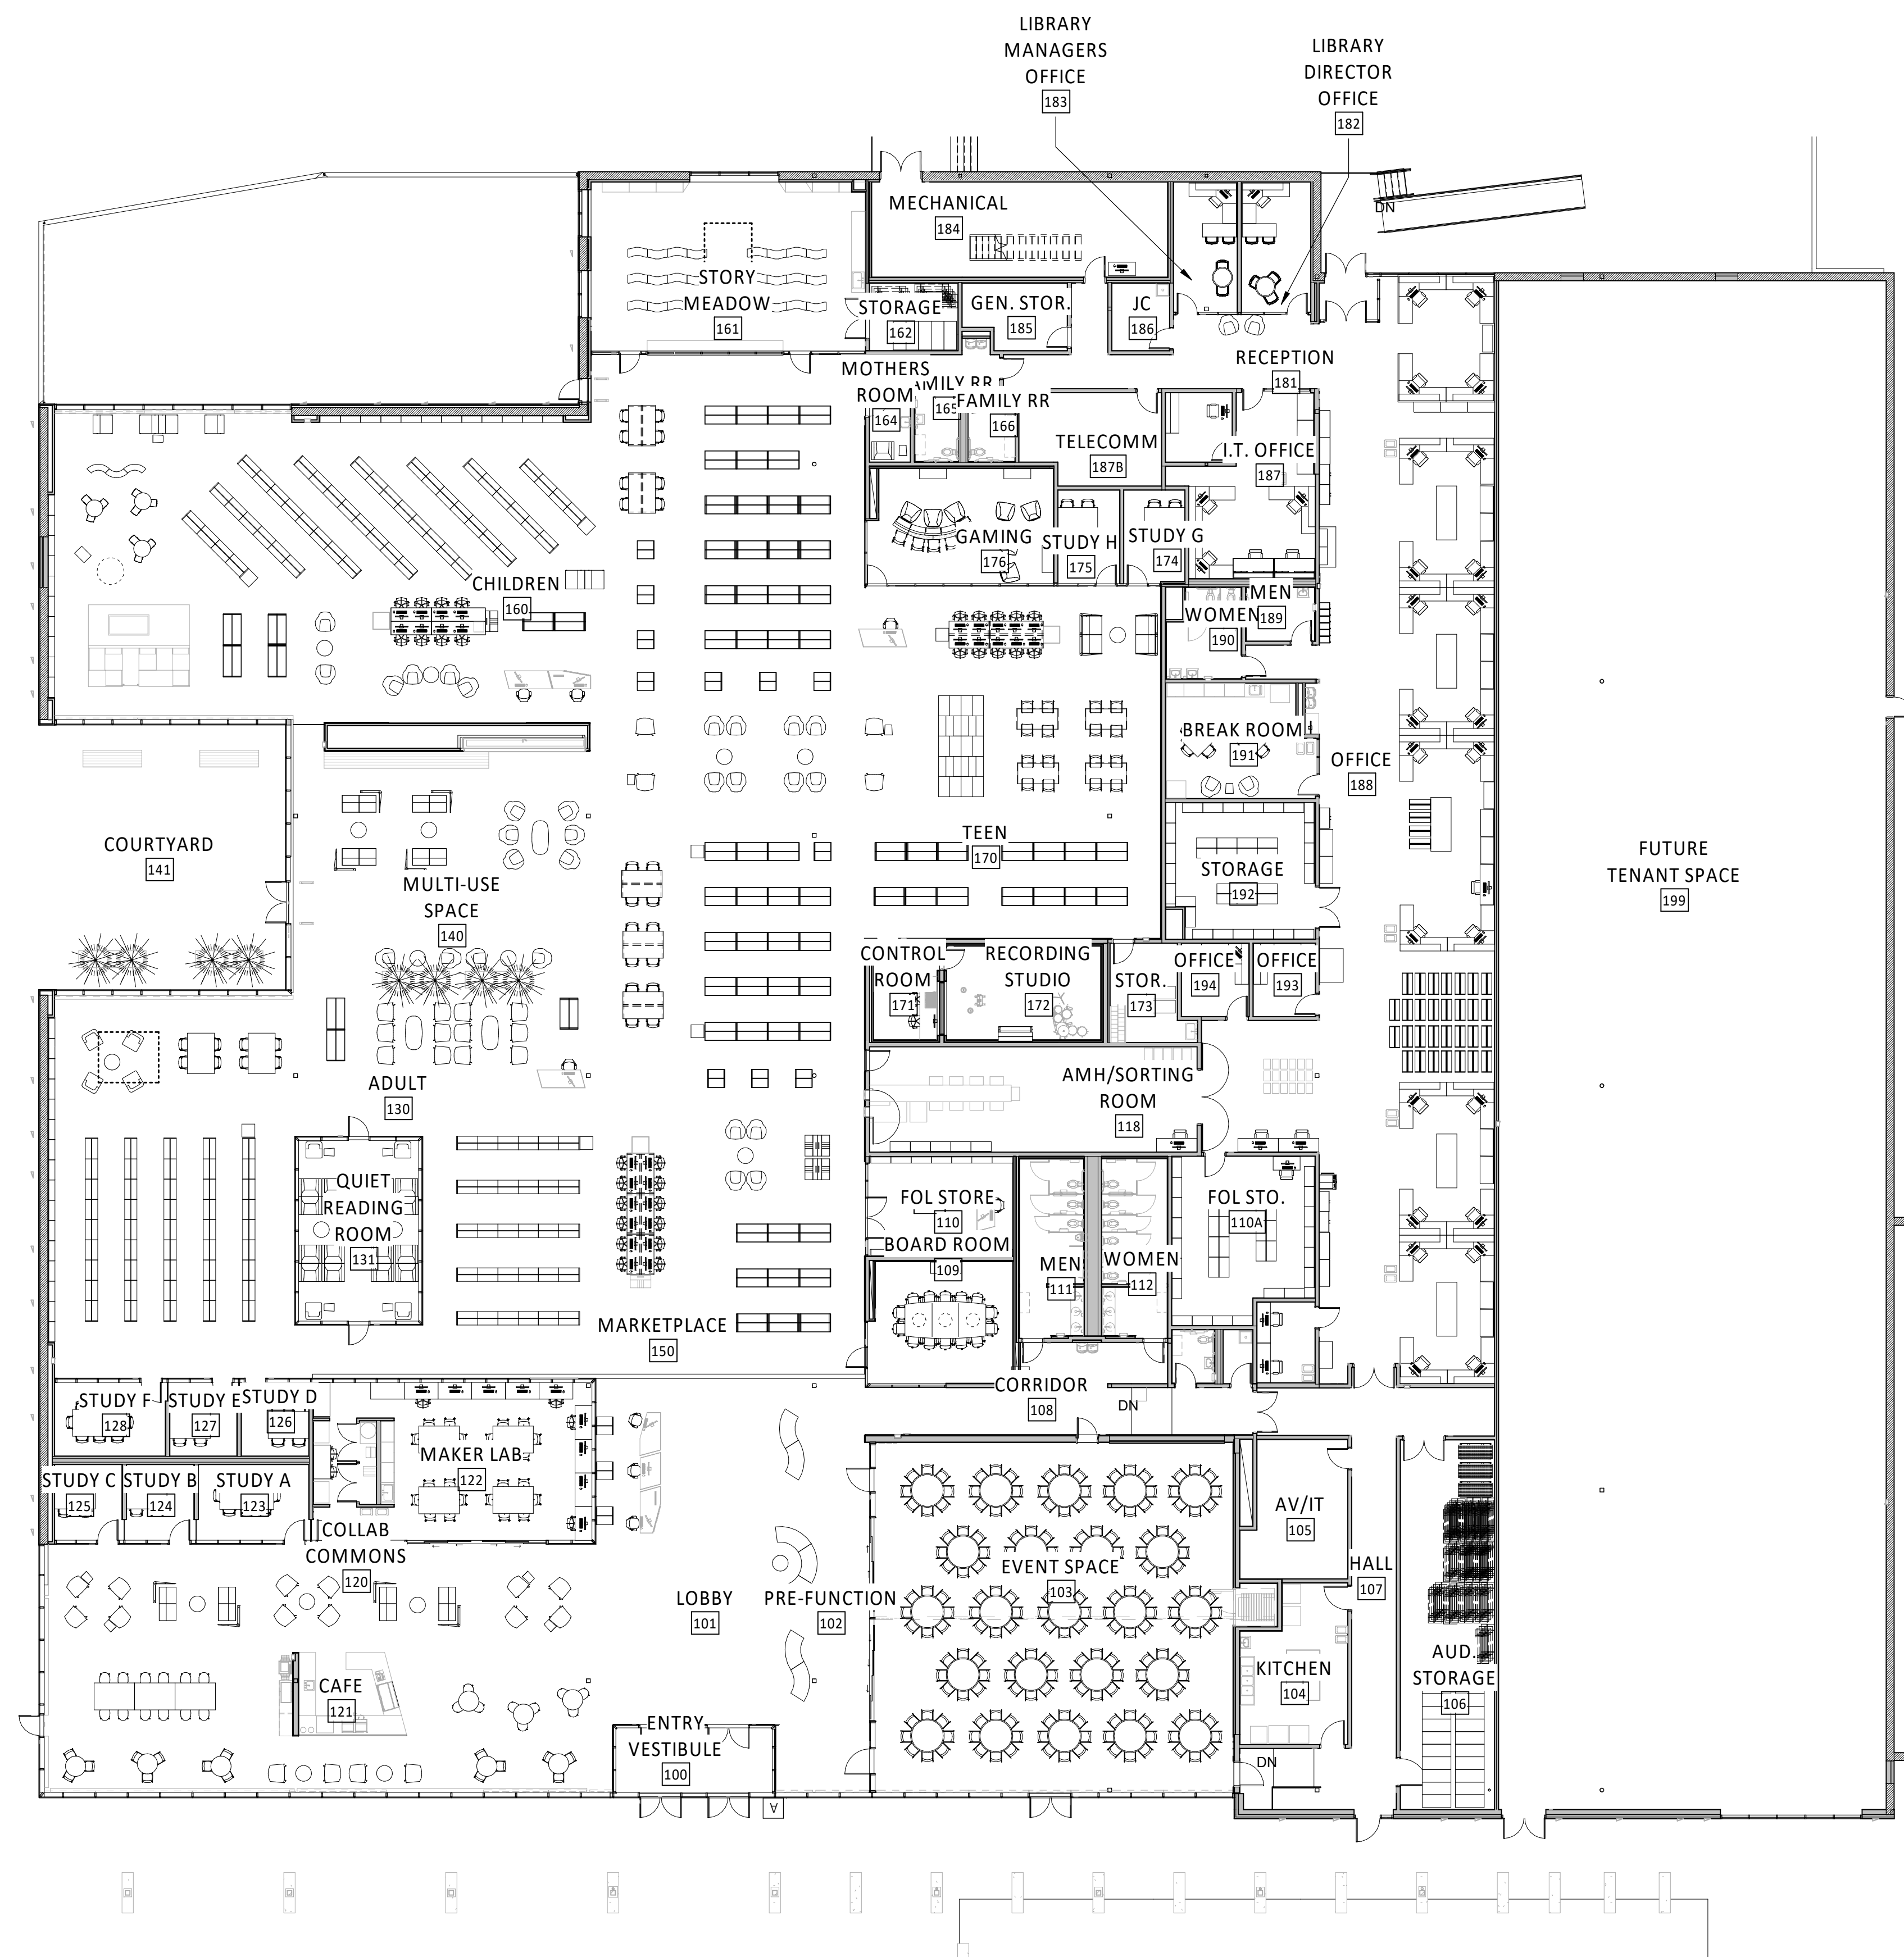 LIBRARY
MANAGERS
OFFICE
183
LIBRARY
DIRECTOR
OFFICE
182
MECHANICAL
184
DN
STORY
MEADOW
161
STORAGE
162
GEN. STOR.
185
JC
186
RECEPTION
181
MOTHERS
ROOM
164
AMILY RR
165
FAMILY RR
166
TELECOMM
187B
I.T. OFFICE
187
GAMING
176
STUDY H
175
STUDY G
174
CHILDREN
160
MEN
189
WOMEN
190
BREAK ROOM
191
OFFICE
188
COURTYARD
141
MULTI-USE
SPACE
140
TEEN
170
STORAGE
192
FUTURE
TENANT SPACE
199
CONTROL
ROOM
171
RECORDING
STUDIO
172
STOR.
173
OFFICE
194
OFFICE
193
ADULT
130
AMH/SORTING
ROOM
118
QUIET
READING
ROOM
131
FOL STORE
110
BOARD ROOM
109
MEN
111
WOMEN
112
FOL STO.
110A
MARKETPLACE
150
CORRIDOR
108
DN
STUDY F
128
STUDY E
127
STUDY D
126
MAKER LAB
122
STUDY C
125
STUDY B
124
STUDY A
123
COLLAB
COMMONS
120
AV/IT
105
HALL
107
LOBBY
101
PRE-FUNCTION
102
EVENT SPACE
103
CAFE
121
KITCHEN
104
AUD.
STORAGE
106
ENTRY
VESTIBULE
100
DN
A